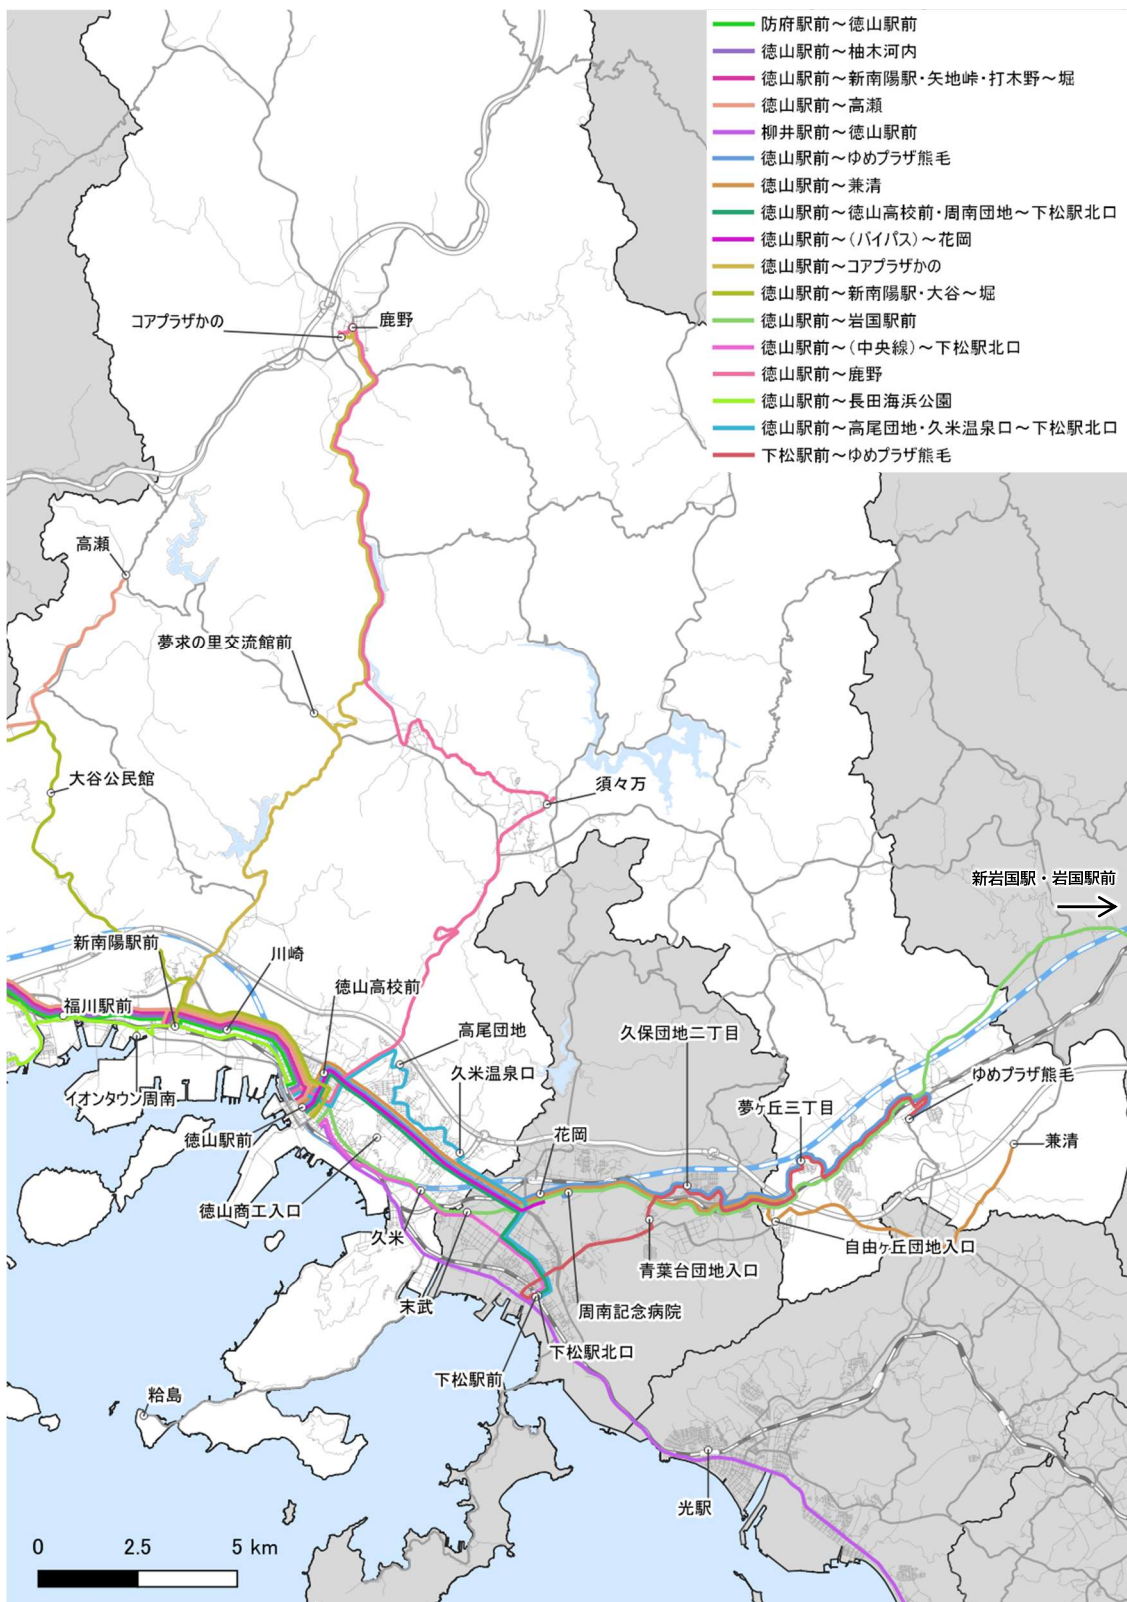 防府駅前～徳山駅前
徳山駅前～柚木河内
徳山駅前～新南陽駅・矢地峠・打木野～堀
徳山駅前～高瀬
柳井駅前～徳山駅前
徳山駅前～ゆめプラザ熊毛
徳山駅前～兼清
徳山駅前～徳山高校前・周南団地～下松駅北口
徳山駅前～(バイパス)～花岡
徳山駅前～コアプラザかの
徳山駅前～新南陽駅・大谷～堀
徳山駅前～岩国駅前
徳山駅前～(中央線)～下松駅北口
徳山駅前～鹿野
徳山駅前～長田海浜公園
徳山駅前～高尾団地・久米温泉口～下松駅北口
下松駅前～ゆめプラザ熊毛
コアプラザかの
鹿野
高瀬
夢求の里交流館前
大谷公民館
須々万
新岩国駅・岩国駅前
新南陽駅前
川崎
徳山高校前
福川駅前
高尾団地
久保団地二丁目
久米温泉口
ゆめプラザ熊毛
イオンタウン周南
夢ヶ丘三丁目
徳山駅前
花岡
兼清
徳山商工入口
久米
自由ヶ丘団地入口
青葉台団地入口
末武
周南記念病院
下松駅北口
下松駅前
粭島
光駅
0 2.5 5 km